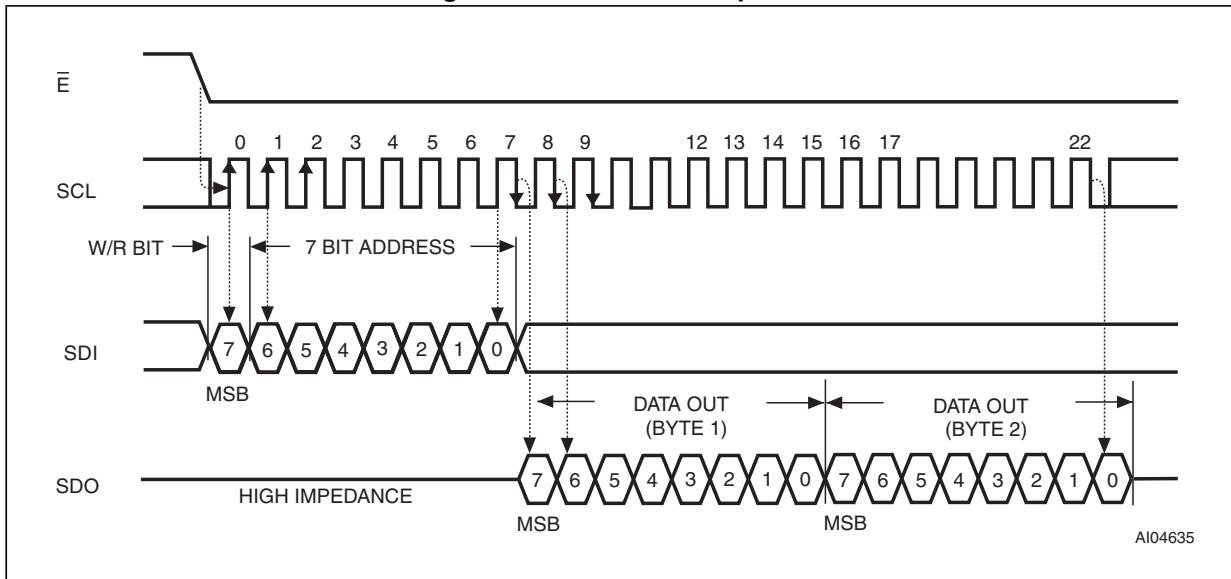 E̅
0 1 2 3 4 5 6 7 8 9 12 13 14 15 16 17 22
SCL
W/R BIT 7 BIT ADDRESS
SDI 7 6 5 4 3 2 1 0
MSB
DATA OUT DATA OUT
(BYTE 1) (BYTE 2)
SDO HIGH IMPEDANCE 7 6 5 4 3 2 1 0 7 6 5 4 3 2 1 0
MSB MSB
AI04635